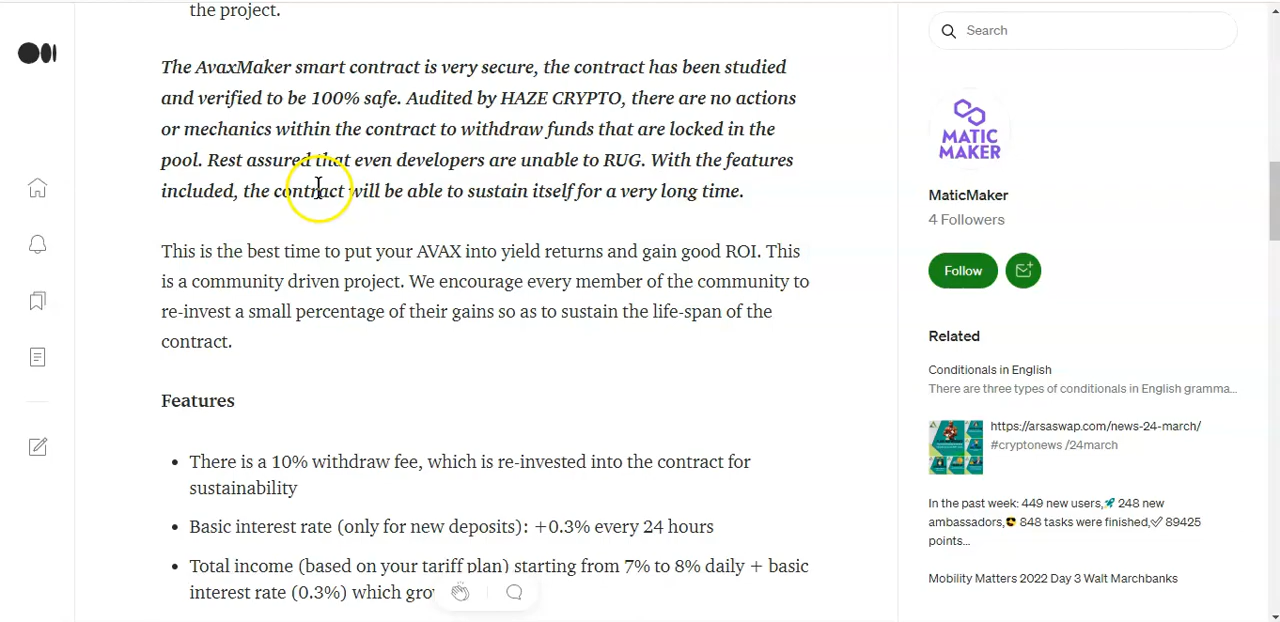 the project.
The AvaxMaker smart contract is very secure, the contract has been studied
and verified to be 100% safe. Audited by HAZE CRYPTO, there are no actions
or mechanics within the contract to withdraw funds that are locked in the
pool. Rest assured that even developers are unable to RUG. With the features
included, the contract will be able to sustain itself for a very long time.
This is the best time to put your AVAX into yield returns and gain good ROI. This
is a community driven project. We encourage every member of the community to
re-invest a small percentage of their gains so as to sustain the life-span of the
contract.
Features
• There is a 10% withdraw fee, which is re-invested into the contract for
sustainability
• Basic interest rate (only for new deposits): +0.3% every 24 hours
• Total income (based on your tariff plan) starting from 7% to 8% daily + basic
interest rate (0.3%) which
Search
MATIC
MAKER
MaticMaker
4 Followers
Follow
Related
Conditionals in English
There are three types of conditionals in English gramma...
https://arsaswap.com/news-24-march/
#cryptonews /24march
In the past week: 449 new users,🚀 248 new
ambassadors, 848 tasks were finished,✅ 89425
points...
Mobility Matters 2022 Day 3 Walt Marchbanks